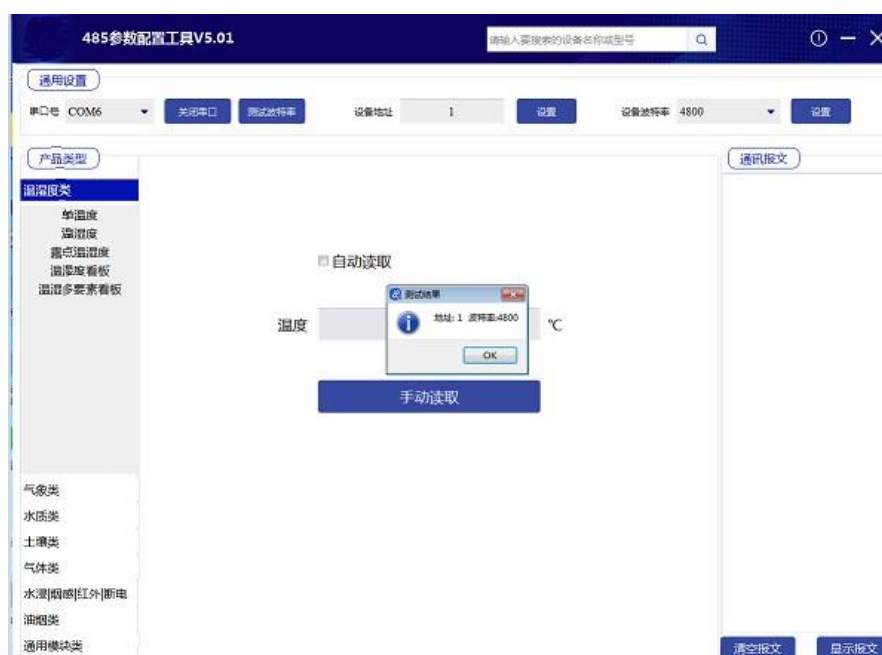 485参数配置工具V5.01
请输入要搜索的设备名称或型号
通用设置
串口号 COM6 关闭串口 测试波特率 设备地址 1 设置 设备波特率 4800 设置
产品类型
通讯报文
温湿度类
单温度
温湿度
露点温湿度
温湿度看板
温湿多要素看板
自动读取
测试结果
地址: 1 波特率:4800
OK
温度 ℃
手动读取
气象类
水质类
土壤类
气体类
水浸|烟感|红外|断电
油烟类
通用模块类
清空报文 显示报文